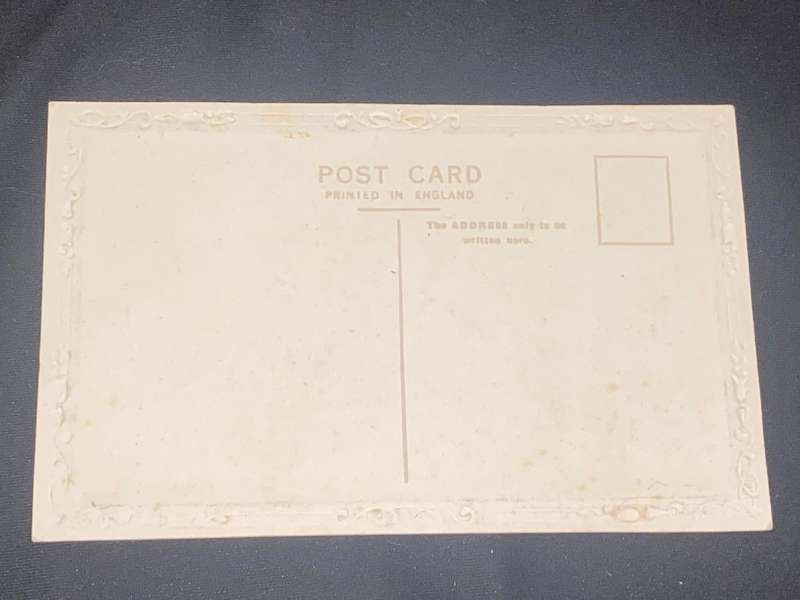 POST CARD
PRINTED IN ENGLAND
The ADDRESS only to be
written here.